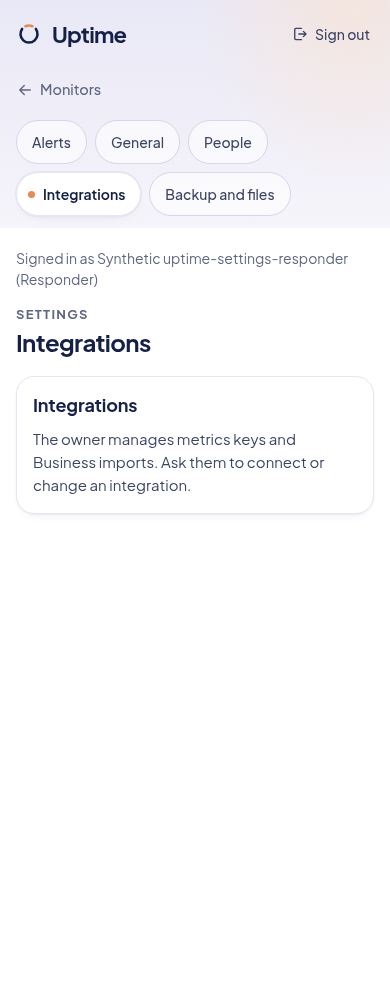 Uptime
Sign out
Monitors
Alerts
General
People
Integrations
Backup and files
Signed in as Synthetic uptime-settings-responder
(Responder)
SETTINGS
Integrations
Integrations
The owner manages metrics keys and
Business imports. Ask them to connect or
change an integration.